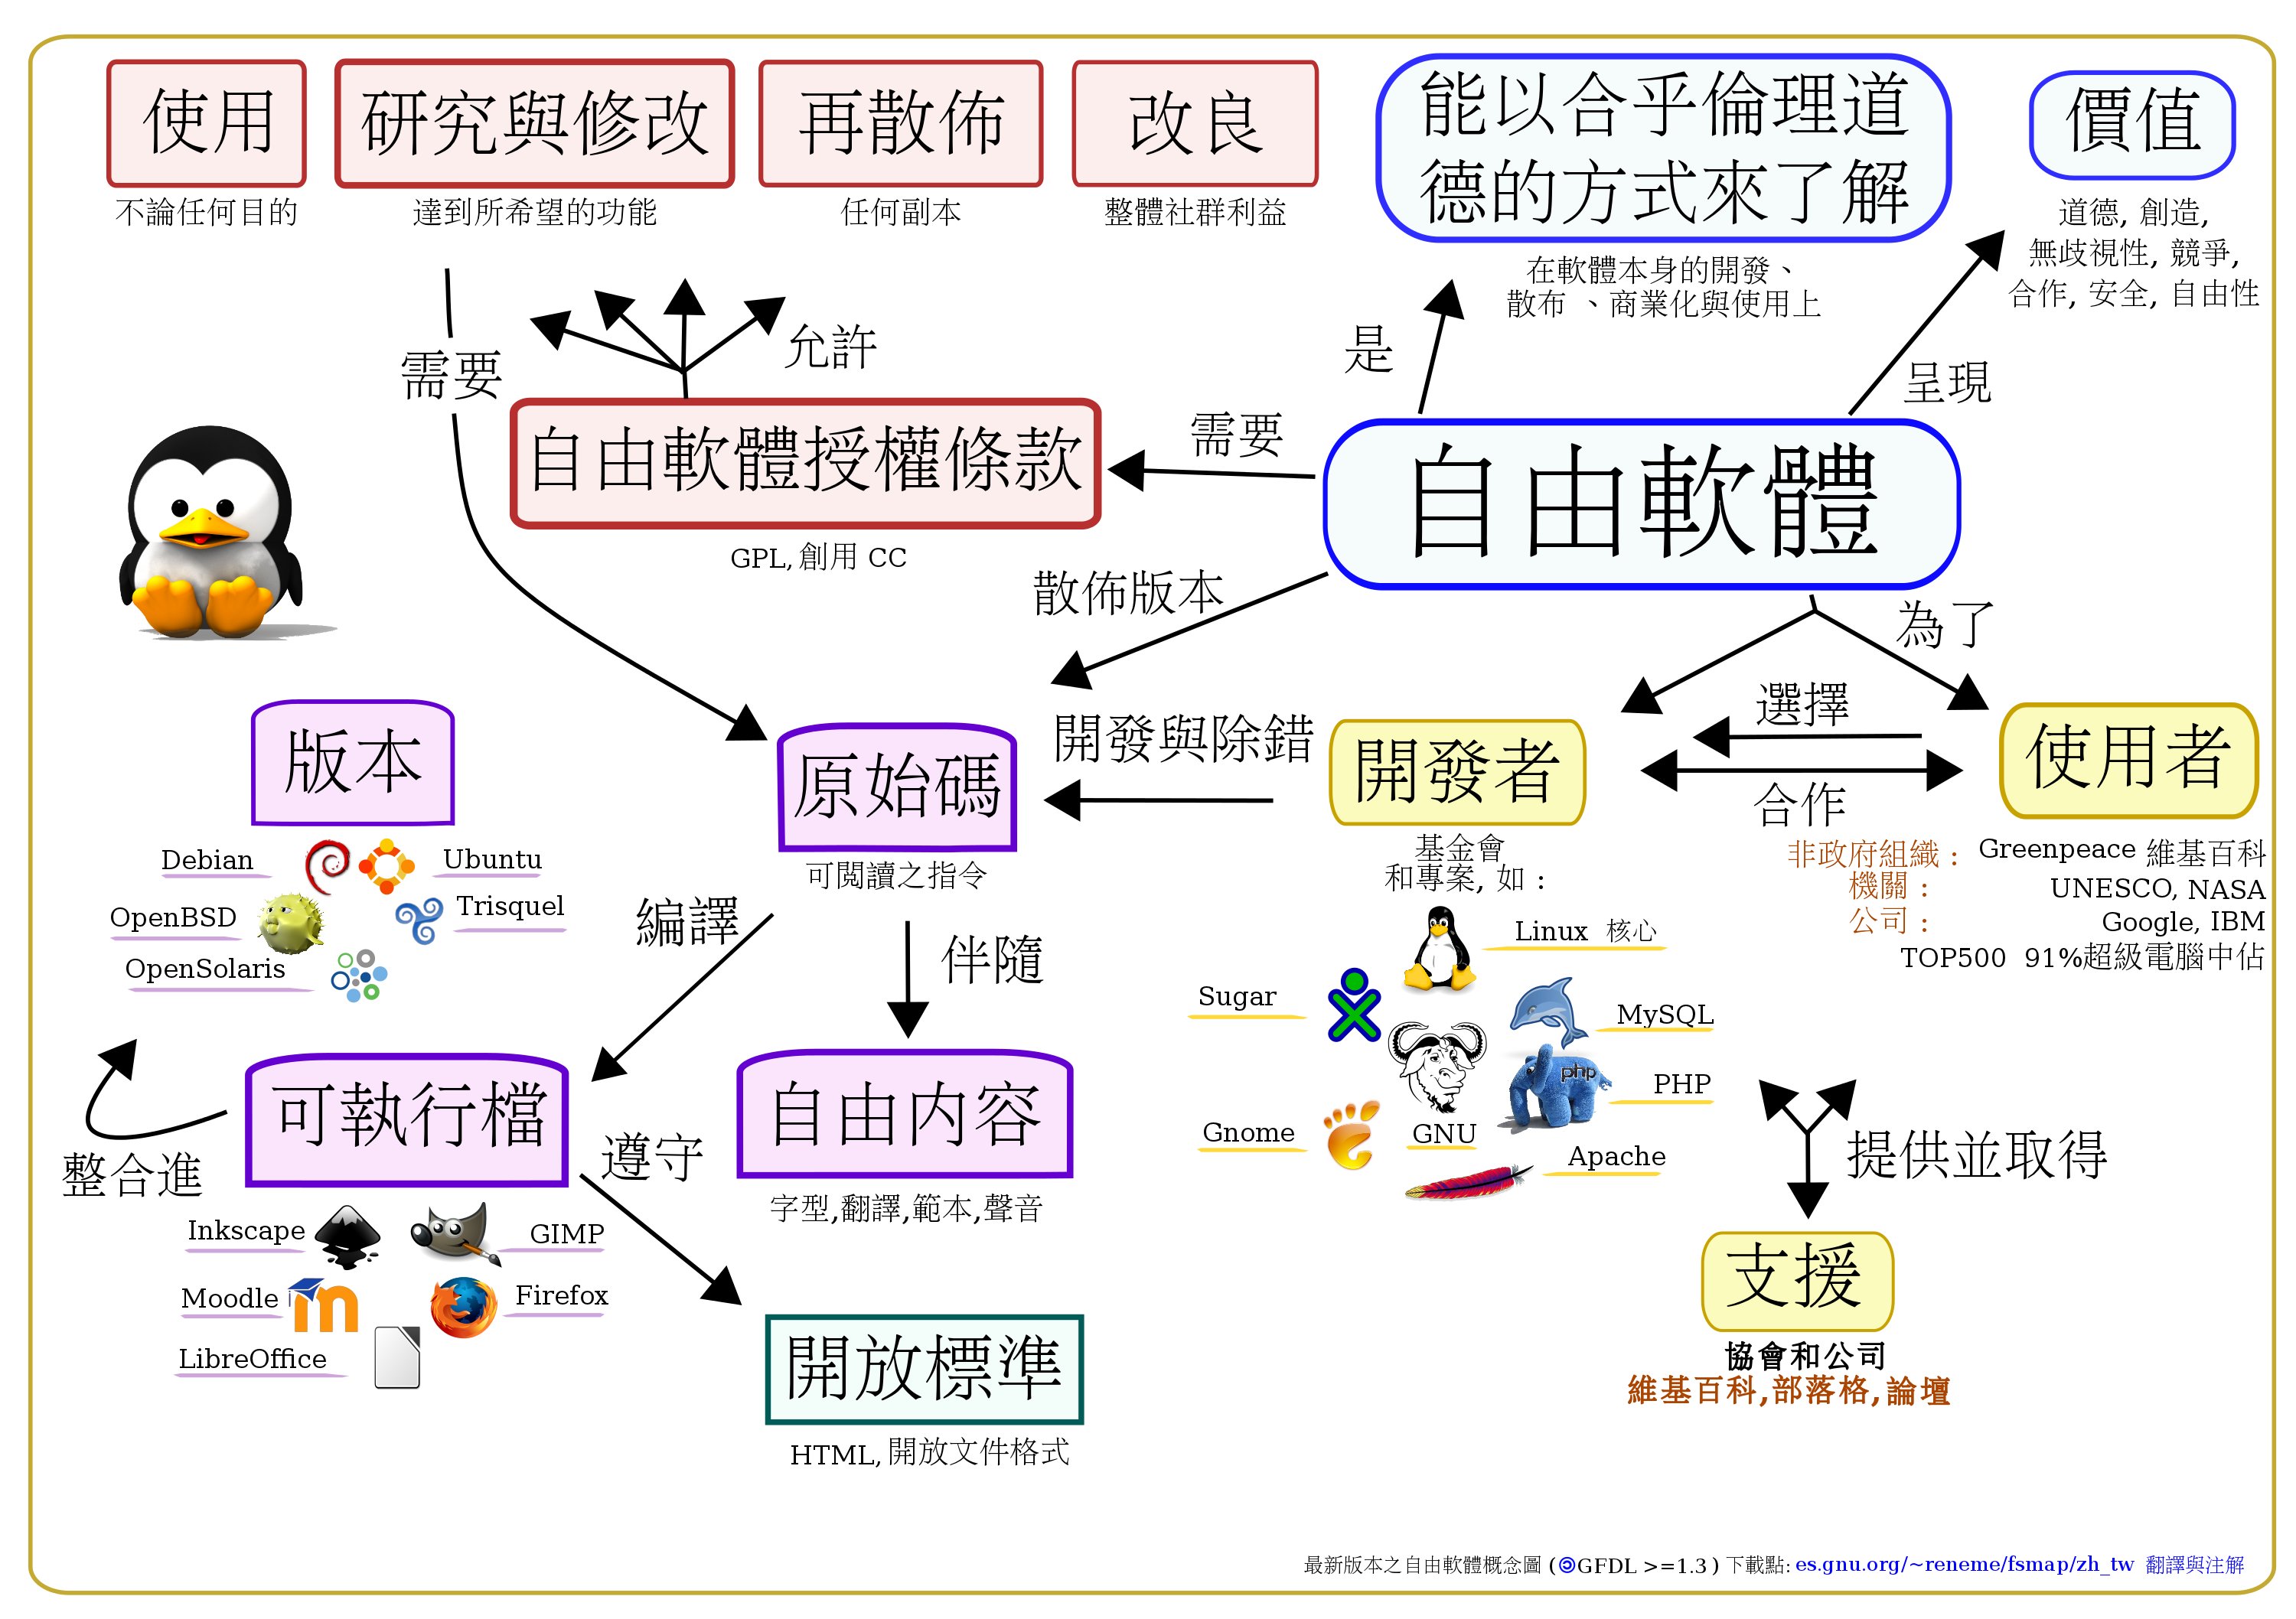 使用
不論任何目的
研究與修改
達到所希望的功能
再散佈
任何副本
改良
整體社群利益
能以合乎倫理道
德的方式來了解
在軟體本身的開發、
散布 、商業化與使用上
價值
道德, 創造,
無歧視性, 競爭,
合作, 安全, 自由性
需要
允許
是
呈現
自由軟體授權條款
GPL, 創用 CC
需要
自由軟體
散佈版本
為了
版本
Debian
Ubuntu
OpenBSD
Trisquel
OpenSolaris
原始碼
可閱讀之指令
開發與除錯
開發者
基金會
和專案, 如 :
選擇
合作
使用者
非政府組織 : Greenpeace 維基百科
機關 : UNESCO, NASA
公司 : Google, IBM
TOP500 91%超級電腦中佔
Linux 核心
Sugar
MySQL
PHP
php
Gnome
GNU
Apache
編譯
伴隨
整合進
可執行檔
遵守
Inkscape
GIMP
Moodle
m
Firefox
LibreOffice
自由內容
字型,翻譯,範本,聲音
開放標準
HTML, 開放文件格式
提供並取得
支援
協會和公司
維基百科,部落格,論壇
最新版本之自由軟體概念圖 (GFDL >=1.3 ) 下載點: es.gnu.org/~reneme/fsmap/zh_tw 翻譯與注解